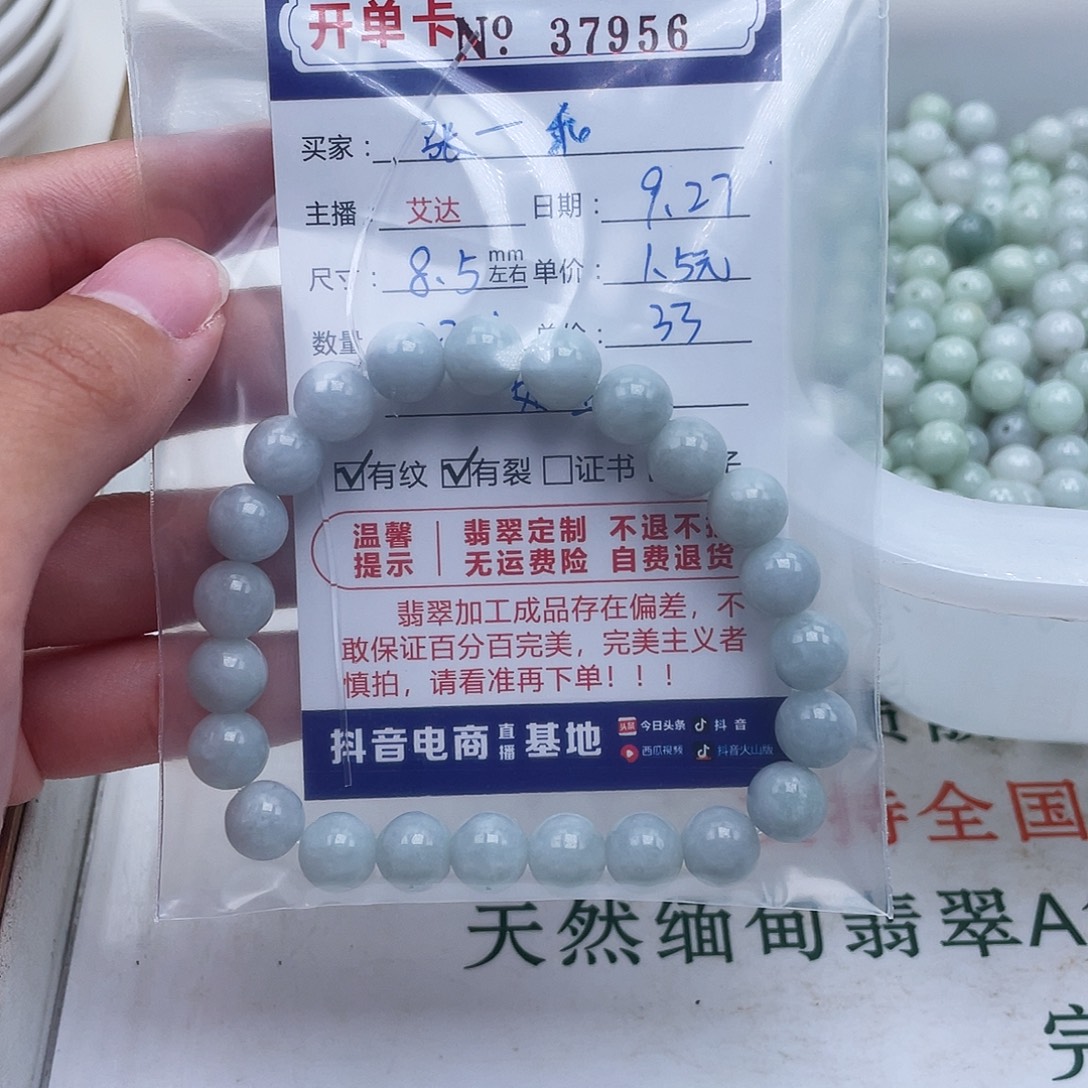 开单卡 Nº 37956
买家：张一
主播：艾达 日期：9.27
尺寸：8.5 mm左右 单价：1.5元
数量 价：33
☑有纹 ☑有裂 □证书
温馨提示 翡翠定制 不退不
无运费险 自费退货
翡翠加工成品存在偏差，不
敢保证百分百完美，完美主义者
慎拍，请看准再下单！！！
抖音电商直播基地 今日头条 抖音
西瓜视频 抖音火山版
全国
天然缅甸翡翠A
完